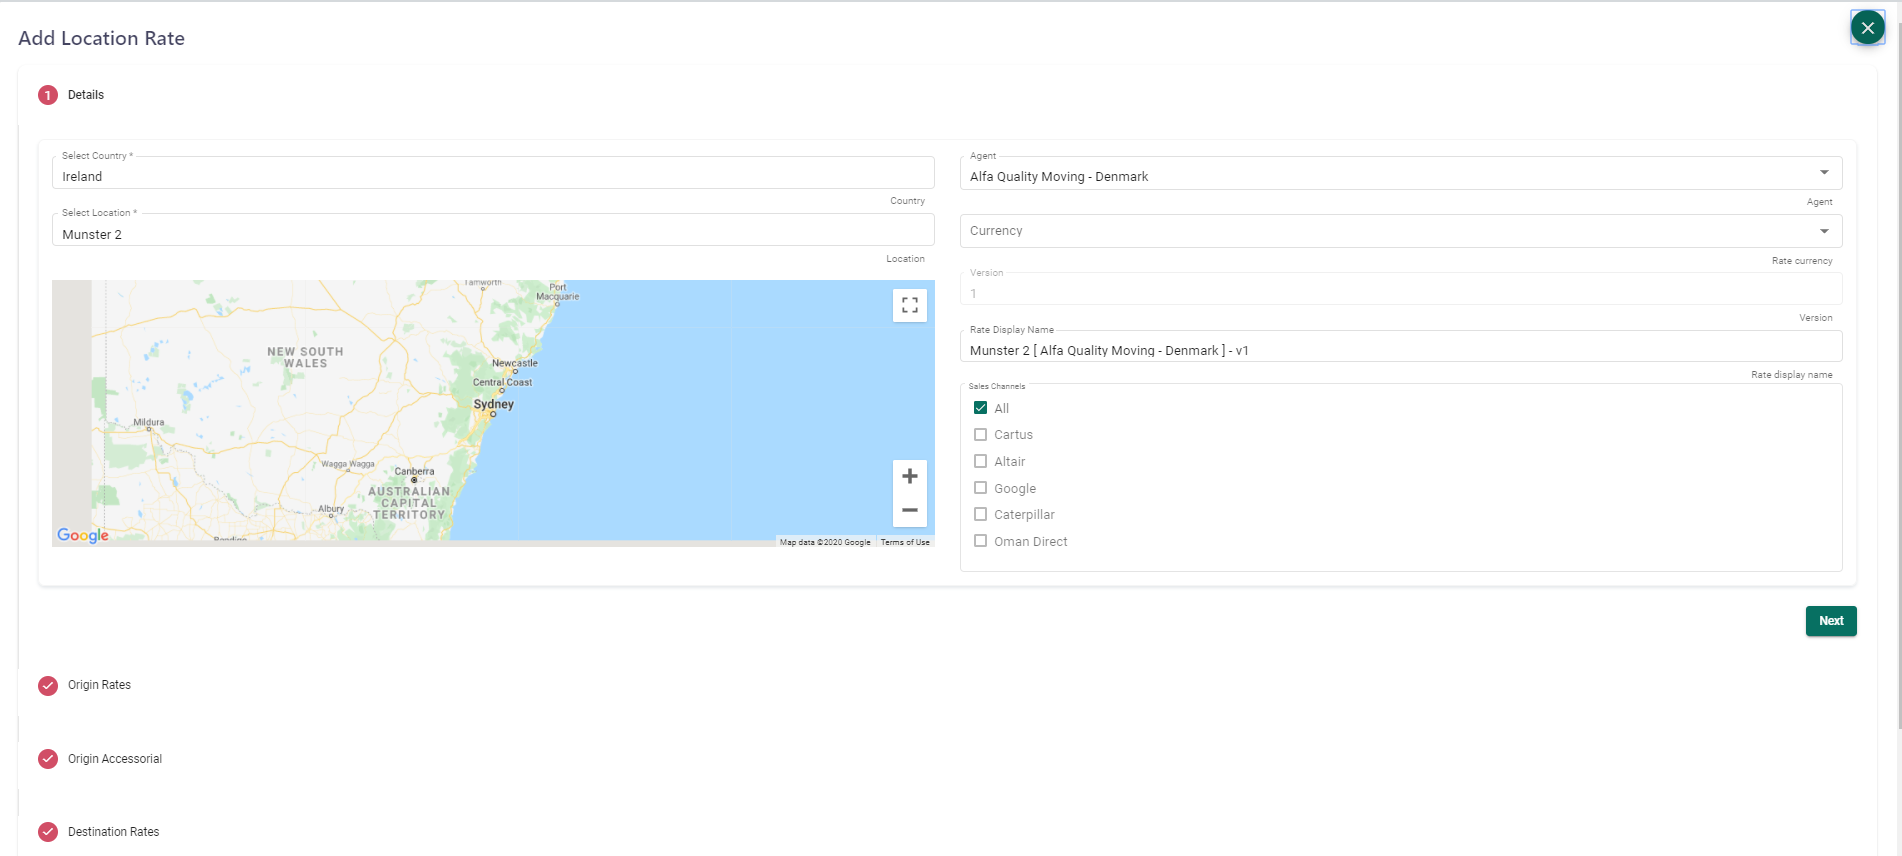 Add Location Rate
1 Details
Select Country *
Ireland
Country
Select Location *
Munster 2
Location
Tamworth
Port
Macquarie
NEW SOUTH
WALES
Newcastle
Central Coast
Sydney
Mildura
Wagga Wagga
Canberra
AUSTRALIAN
CAPITAL
TERRITORY
Albury
Bendigo
Google
Map data ©2020 Google
Terms of Use
Agent
Alfa Quality Moving - Denmark
Agent
Currency
Rate currency
Version
1
Version
Rate Display Name
Munster 2 [ Alfa Quality Moving - Denmark ] - v1
Rate display name
Sales Channels
All
Cartus
Altair
Google
Caterpillar
Oman Direct
Next
Origin Rates
Origin Accessorial
Destination Rates